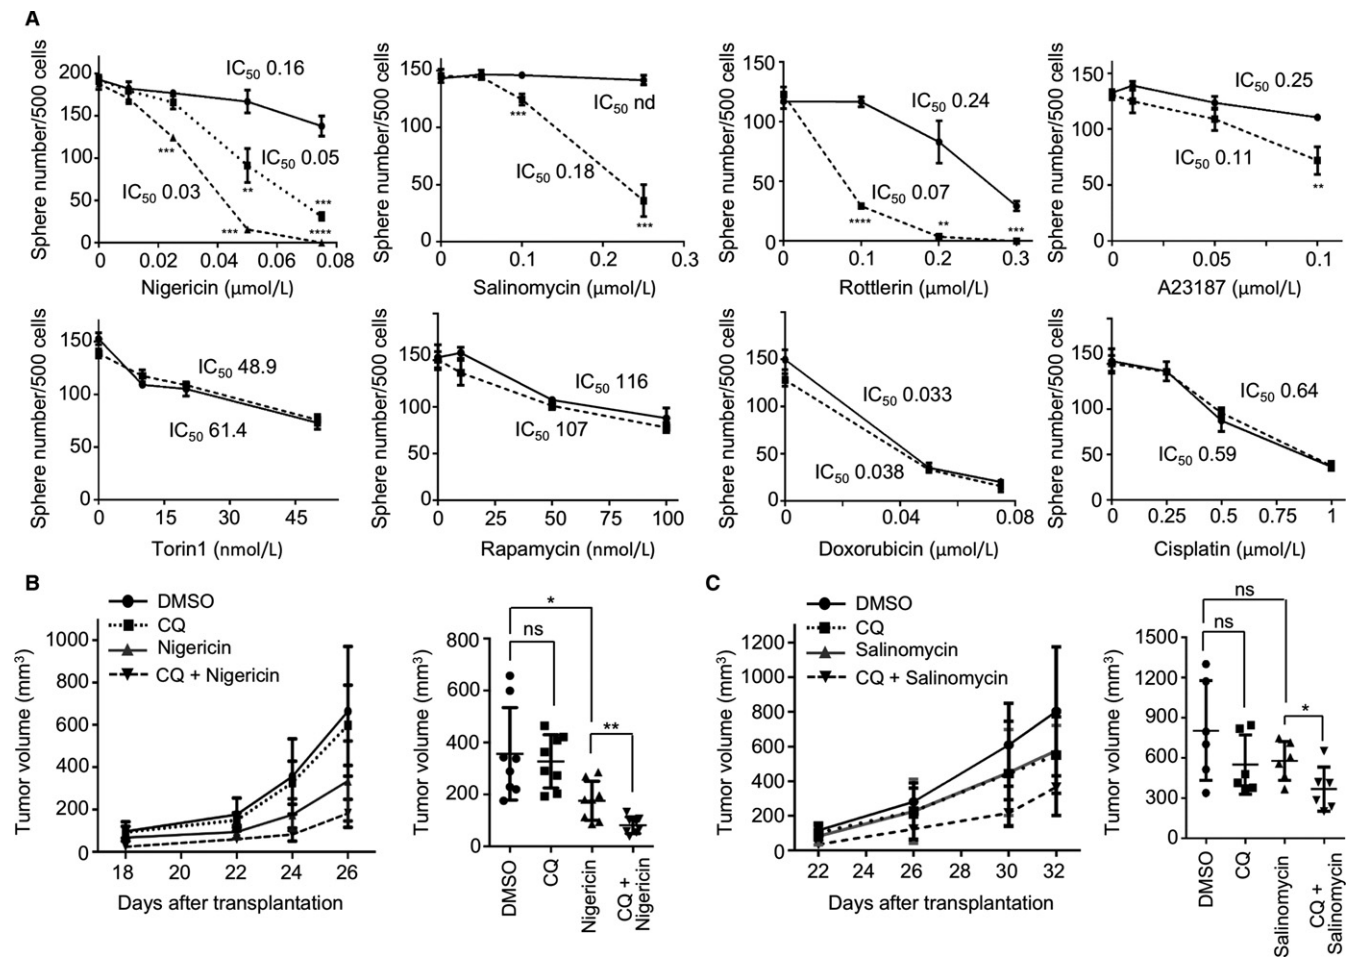 A
Sphere number/500 cells
200
150
100
50
0
IC50 0.16
IC50 0.05
IC50 0.03
***
**
***
***
****
0 0.02 0.04 0.06 0.08
Nigericin (µmol/L)
Sphere number/500 cells
150
100
50
0
IC50 nd
***
IC50 0.18
***
0 0.1 0.2 0.3
Salinomycin (µmol/L)
Sphere number/500 cells
150
100
50
0
IC50 0.24
IC50 0.07
****
**
***
0 0.1 0.2 0.3
Rottlerin (µmol/L)
Sphere number/500 cells
150
100
50
0
IC50 0.25
IC50 0.11
**
0 0.05 0.1
A23187 (µmol/L)
Sphere number/500 cells
150
100
50
0
IC50 48.9
IC50 61.4
0 15 30 45
Torin1 (nmol/L)
Sphere number/500 cells
150
100
50
0
IC50 116
IC50 107
0 25 50 75 100
Rapamycin (nmol/L)
Sphere number/500 cells
150
100
50
0
IC50 0.033
IC50 0.038
0 0.04 0.08
Doxorubicin (µmol/L)
Sphere number/500 cells
150
100
50
0
IC50 0.64
IC50 0.59
0 0.25 0.5 0.75 1
Cisplatin (µmol/L)
B
DMSO
CQ
Nigericin
CQ + Nigericin
Tumor volume (mm3)
1000
800
600
400
200
0
18 20 22 24 26
Days after transplantation
Tumor volume (mm3)
800
600
400
200
0
*
ns
**
DMSO
CQ
Nigericin
CQ +
Nigericin
C
DMSO
CQ
Salinomycin
CQ + Salinomycin
Tumor volume (mm3)
1200
1000
800
600
400
200
0
22 24 26 28 30 32
Days after transplantation
Tumor volume (mm3)
1500
1200
900
600
300
0
ns
ns
*
DMSO
CQ
Salinomycin
CQ +
Salinomycin